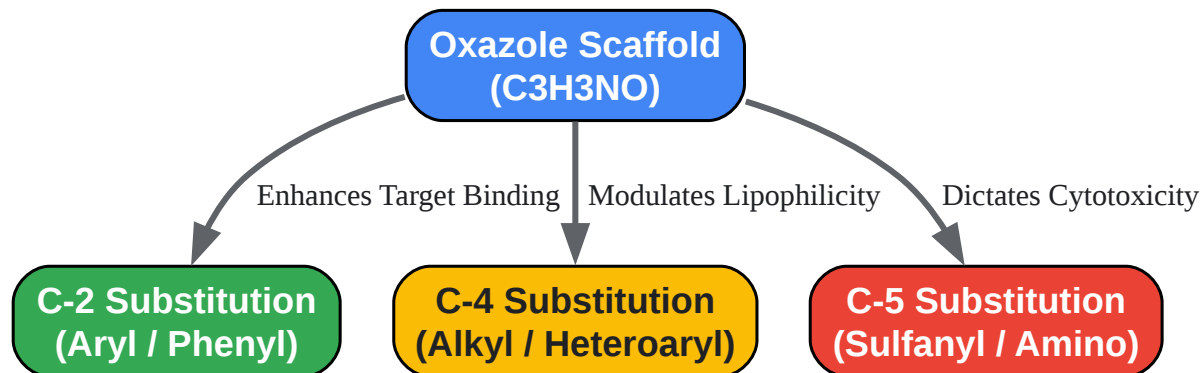 Oxazole Scaffold
(C3H3NO)
Enhances Target Binding
Modulates Lipophilicity
Dictates Cytotoxicity
C-2 Substitution
(Aryl / Phenyl)
C-4 Substitution
(Alkyl / Heteroaryl)
C-5 Substitution
(Sulfanyl / Amino)